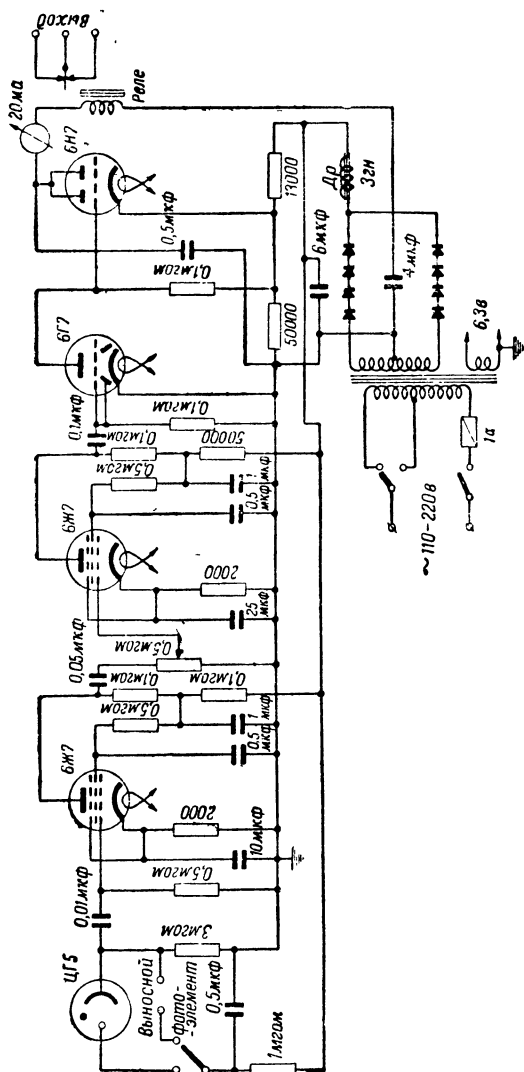 ЦГ5
0,01мкф
6Ж7
0,05мкф
6Ж7
0,1мкф
6Г7
6Н7
20ма
Реле
Выход
Выносной
фото-
-элемент
3мгом
0,5мкф
1мгом
0,5мгом
10мкф
2000
0,5 мкф
1 мкф
0,5мгом
0,1мгом
0,1мгом
0,5мгом
25 мкф
2000
0,5 мкф
1 мкф
0,5мгом
0,1мгом
50000
0,1мгом
0,1мгом
0,5мкф
50000
13000
6мкф
Др
3гн
4мкф
6,3в
1а
~110-220в